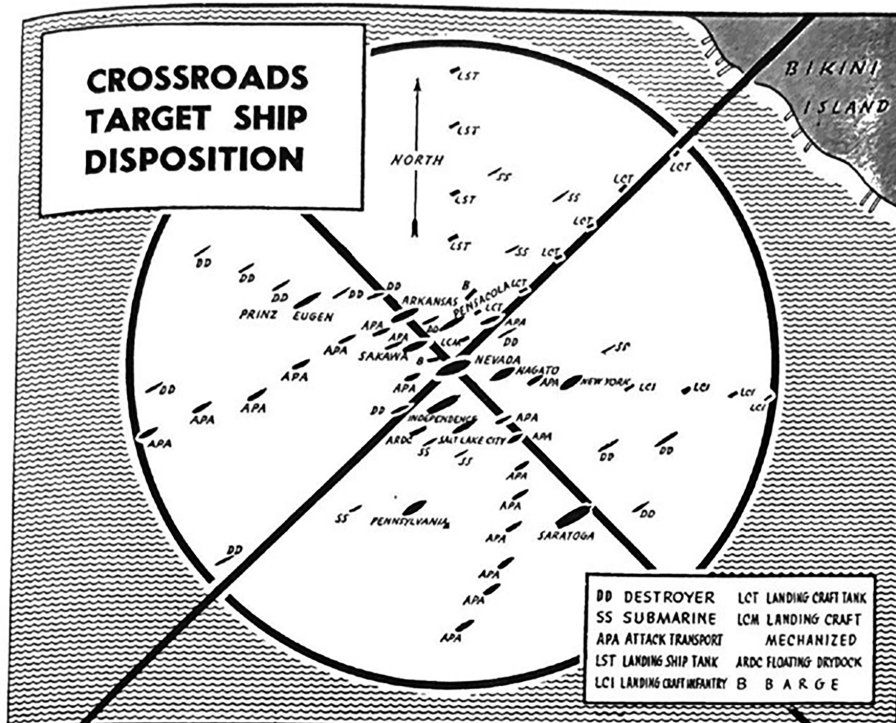 CROSSROADS
TARGET SHIP
DISPOSITION
BIKINI
ISLAND
LST
LST
NORTH
SS
LCT
LCT
SS
LST
LCT
LST
SS
LCT
DD
DD
DD
DD
DD
B
PENSACOLA
LCT
PRINZ EUGEN
ARKANSAS
LCT
APA
APA
DD
APA
DD
APA
SAKAWA
LCM
SS
APA
B
NEVADA
NAGATO
APA
APA
NEW YORK
LCI
LCI
LCI
LCI
DD
APA
APA
APA
DD
INDEPENDENCE
APA
ARDC
SALT LAKE CITY
APA
SS
SS
DD
DD
APA
APA
SS
PENNSYLVANIA
APA
SARATOGA
DD
DD
APA
APA
APA
DD DESTROYER
SS SUBMARINE
APA ATTACK TRANSPORT
LST LANDING SHIP TANK
LCI LANDING CRAFT INFANTRY
LCT LANDING CRAFT TANK
LCM LANDING CRAFT
MECHANIZED
ARDC FLOATING DRYDOCK
B BARGE